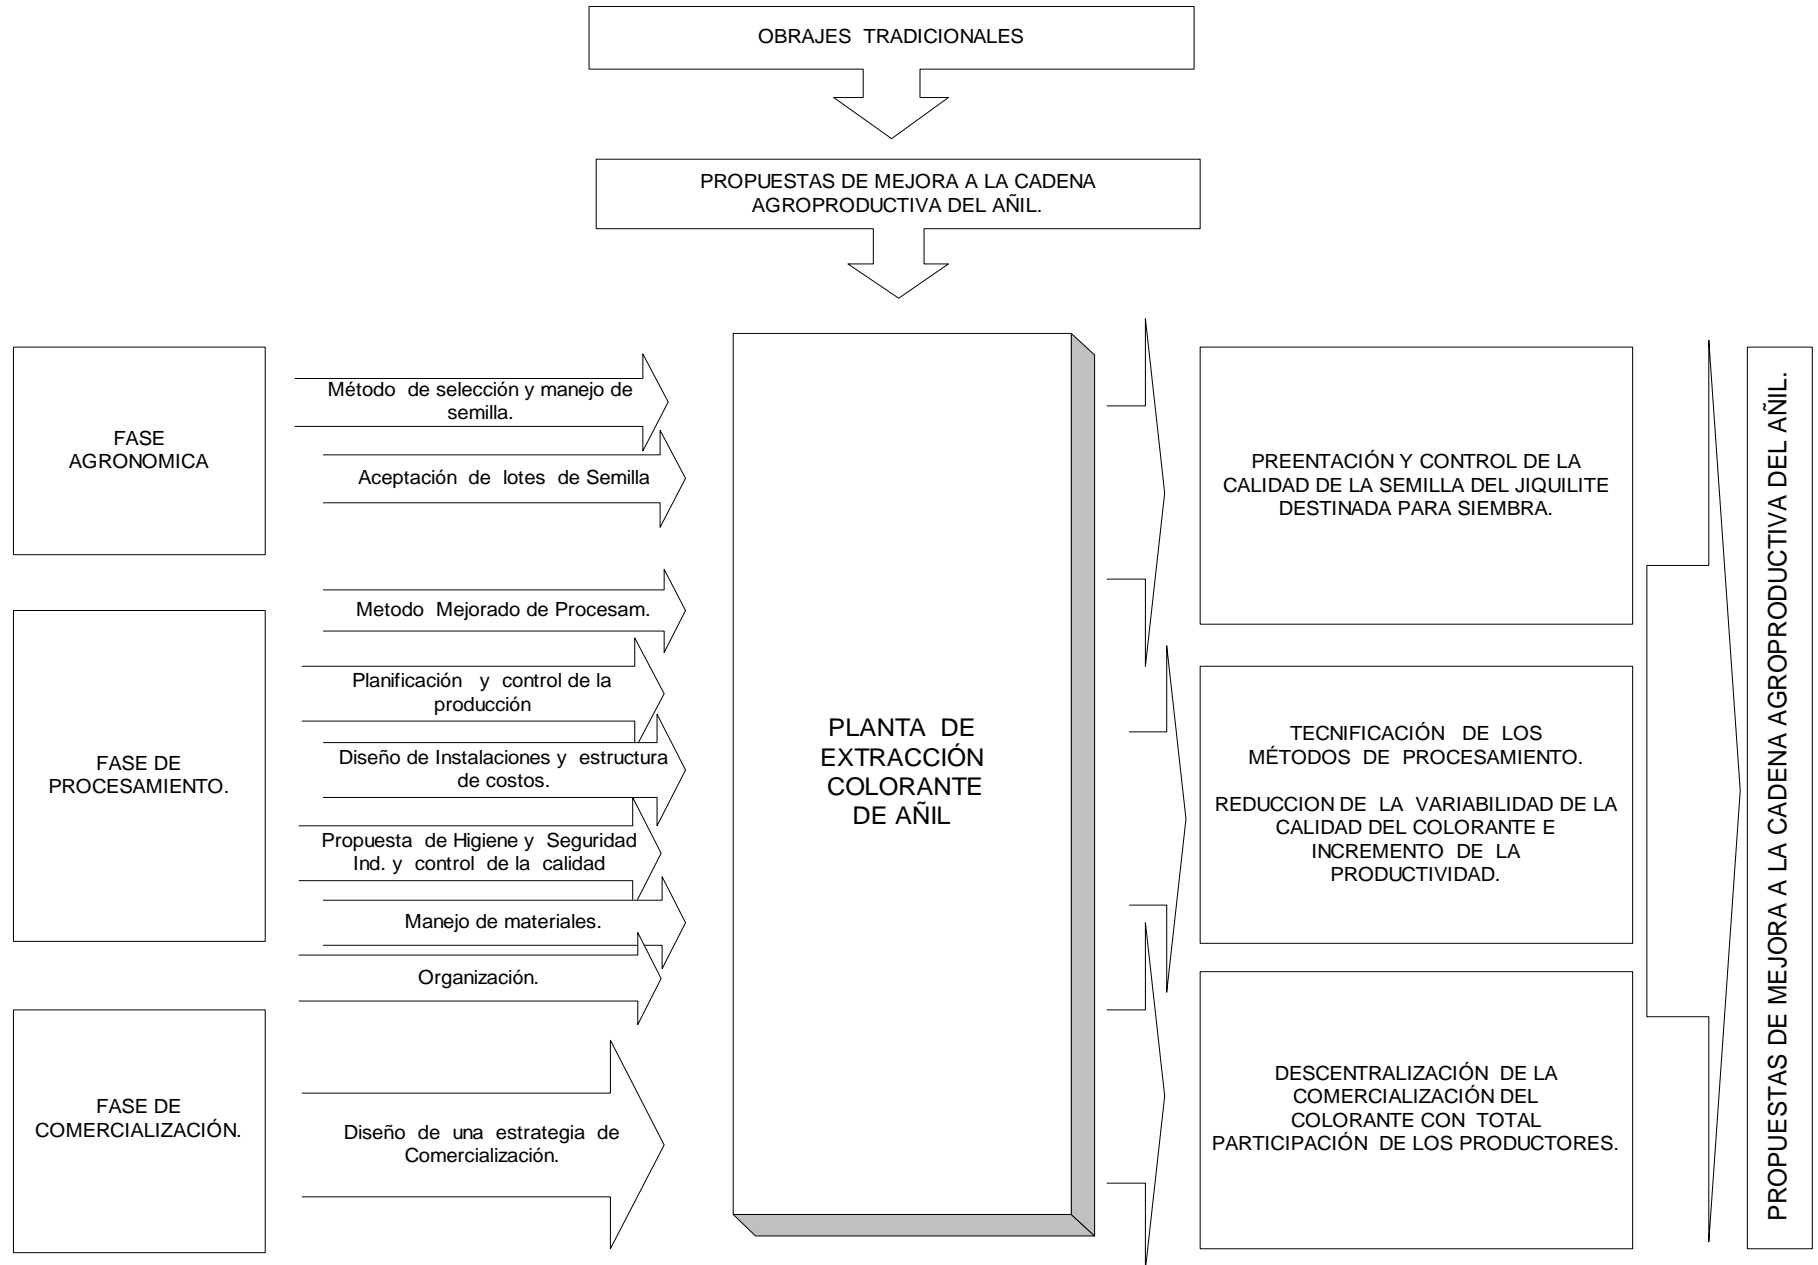 OBRAJES TRADICIONALES
PROPUESTAS DE MEJORA A LA CADENA
AGROPRODUCTIVA DEL AÑIL.
FASE
AGRONOMICA
Método de selección y manejo de
semilla.
Aceptación de lotes de Semilla
FASE DE
PROCESAMIENTO.
Metodo Mejorado de Procesam.
Planificación y control de la
producción
Diseño de Instalaciones y estructura
de costos.
Propuesta de Higiene y Seguridad
Ind. y control de la calidad
Manejo de materiales.
Organización.
FASE DE
COMERCIALIZACIÓN.
Diseño de una estrategia de
Comercialización.
PLANTA DE
EXTRACCIÓN
COLORANTE
DE AÑIL
PREENTACIÓN Y CONTROL DE LA
CALIDAD DE LA SEMILLA DEL JIQUILITE
DESTINADA PARA SIEMBRA.
TECNIFICACIÓN DE LOS
MÉTODOS DE PROCESAMIENTO.
REDUCCION DE LA VARIABILIDAD DE LA
CALIDAD DEL COLORANTE E
INCREMENTO DE LA
PRODUCTIVIDAD.
DESCENTRALIZACIÓN DE LA
COMERCIALIZACIÓN DEL
COLORANTE CON TOTAL
PARTICIPACIÓN DE LOS PRODUCTORES.
PROPUESTAS DE MEJORA A LA CADENA AGROPRODUCTIVA DEL AÑIL.